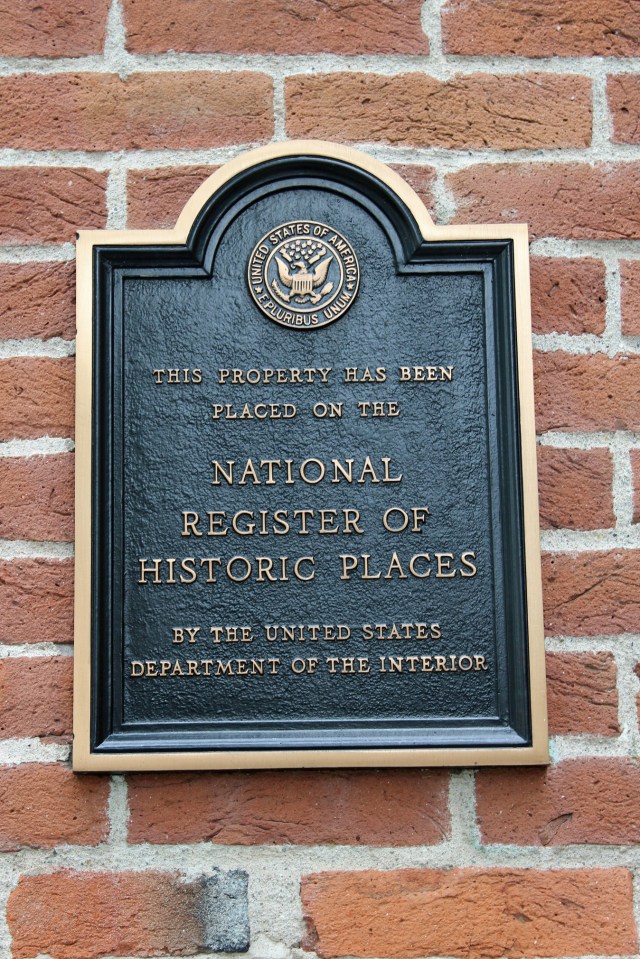 UNITED STATES OF AMERICA
★ E PLURIBUS UNUM ★
THIS PROPERTY HAS BEEN
PLACED ON THE
NATIONAL
REGISTER OF
HISTORIC PLACES
BY THE UNITED STATES
DEPARTMENT OF THE INTERIOR